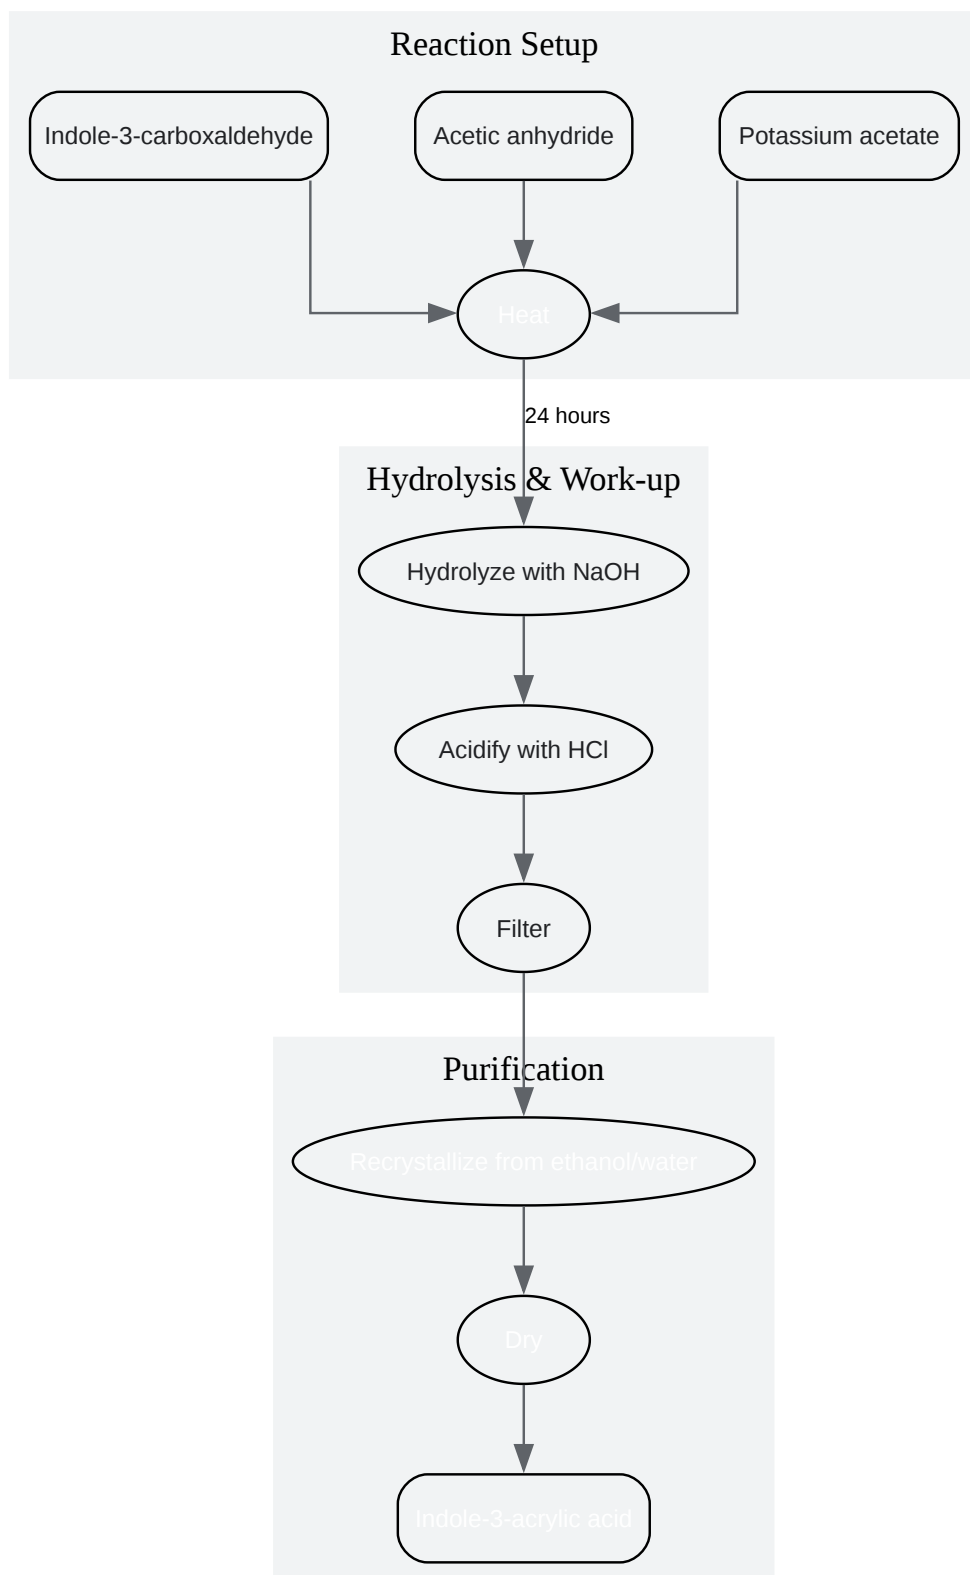 Reaction Setup
Indole-3-carboxaldehyde
Acetic anhydride
Potassium acetate
Heat
24 hours
Hydrolysis & Work-up
Hydrolyze with NaOH
Acidify with HCl
Filter
Purification
Recrystallize from ethanol/water
Dry
Indole-3-acrylic acid